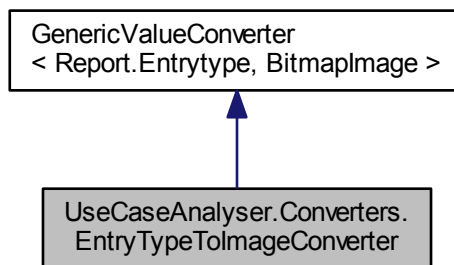 GenericValueConverter
< Report.Entrytype, BitmapImage >
UseCaseAnalyser.Converters.
EntryTypeToImageConverter